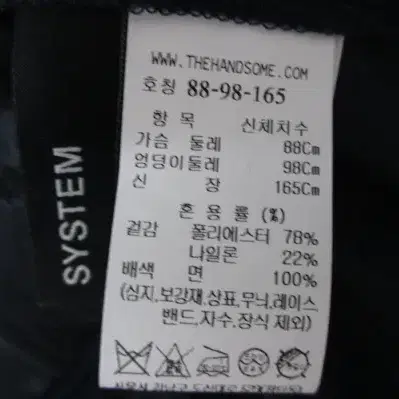 WWW.THEHANDSOME.COM
호칭 88-98-165
항 목 신체치수
가슴 둘레 88Cm
엉덩이둘레 98Cm
신 장 165Cm
혼 용 률 (%)
겉감 폴리에스터 78%
나일론 22%
배색 면 100%
(심지,보강재,상표,무늬,레이스
밴드,자수,장식 제외)
SYSTEM